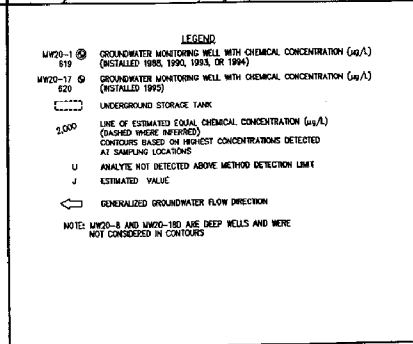 LEGEND
MW20-1 GROUNDWATER MONITORING WELL WITH CHEMICAL CONCENTRATION (µg/L)
619 (INSTALLED 1988, 1990, 1993, OR 1994)
MW20-17 GROUNDWATER MONITORING WELL WITH CHEMICAL CONCENTRATION (µg/L)
620 (INSTALLED 1995)
UNDERGROUND STORAGE TANK
2,000 LINE OF ESTIMATED EQUAL CHEMICAL CONCENTRATION (µg/L)
(DASHED WHERE INFERRED)
CONTOURS BASED ON HIGHEST CONCENTRATIONS DETECTED
AT SAMPLING LOCATIONS
U ANALYTE NOT DETECTED ABOVE METHOD DETECTION LIMIT
J ESTIMATED VALUE
GENERALIZED GROUNDWATER FLOW DIRECTION
NOTE: MW20-8 AND MW20-18D ARE DEEP WELLS AND WERE
NOT CONSIDERED IN CONTOURS